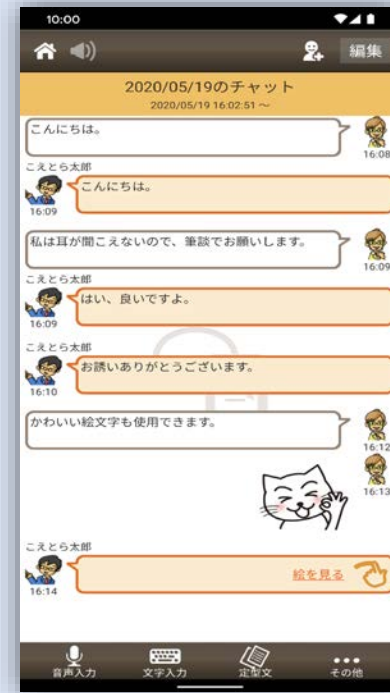 10:00
編集
2020/05/19のチャット
2020/05/19 16:02:51 ～
こんにちは。
16:08
こえとら太郎
こんにちは。
16:09
私は耳が聞こえないので、筆談でお願いします。
16:09
こえとら太郎
はい、良いですよ。
16:09
こえとら太郎
お誘いありがとうございます。
16:10
かわいい絵文字も使用できます。
16:12
16:13
こえとら太郎
絵を見る
16:14
音声入力
文字入力
定型文
その他